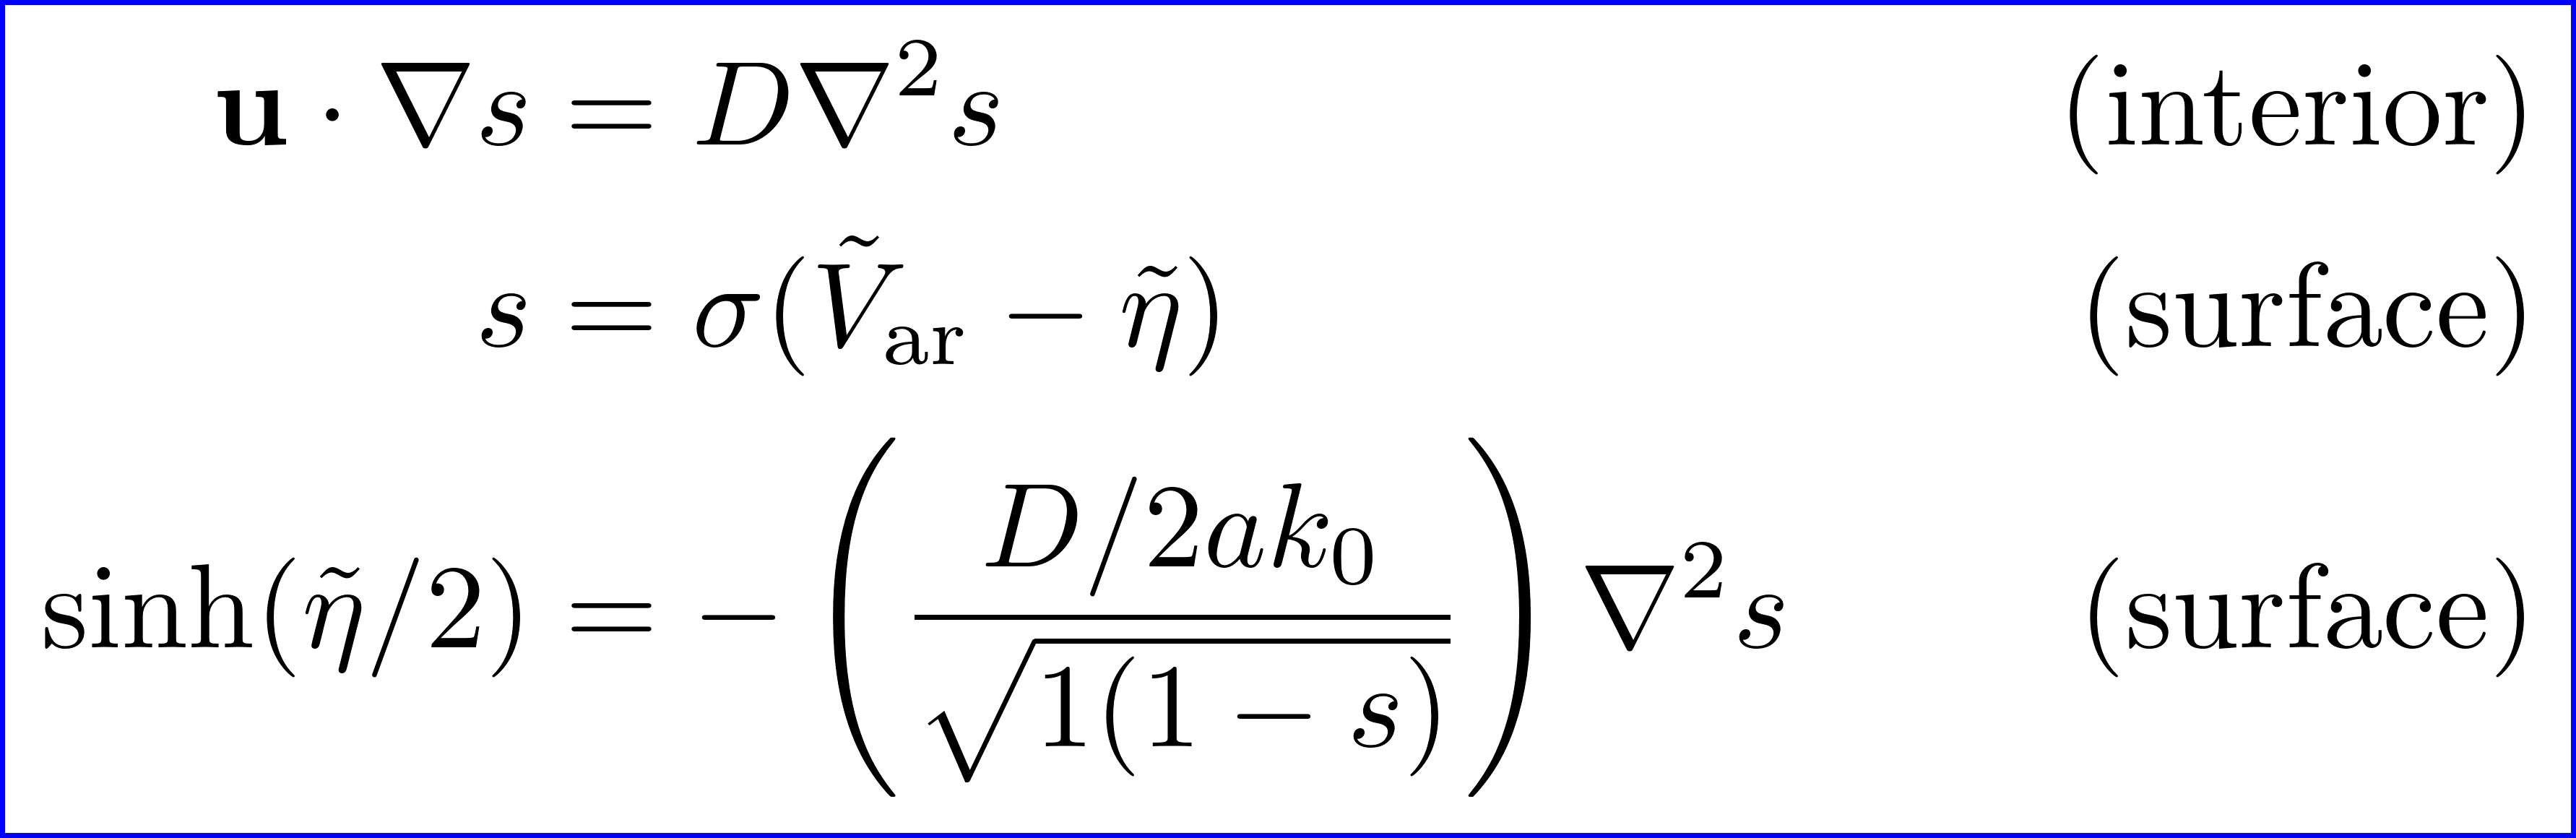 𝐮 · ∇s = D∇²s (interior)
s = σ(Ṽ_ar − η̃) (surface)
sinh(η̃/2) = − ( (D/2ak₀) / √(1(1 − s)) ) ∇²s (surface)